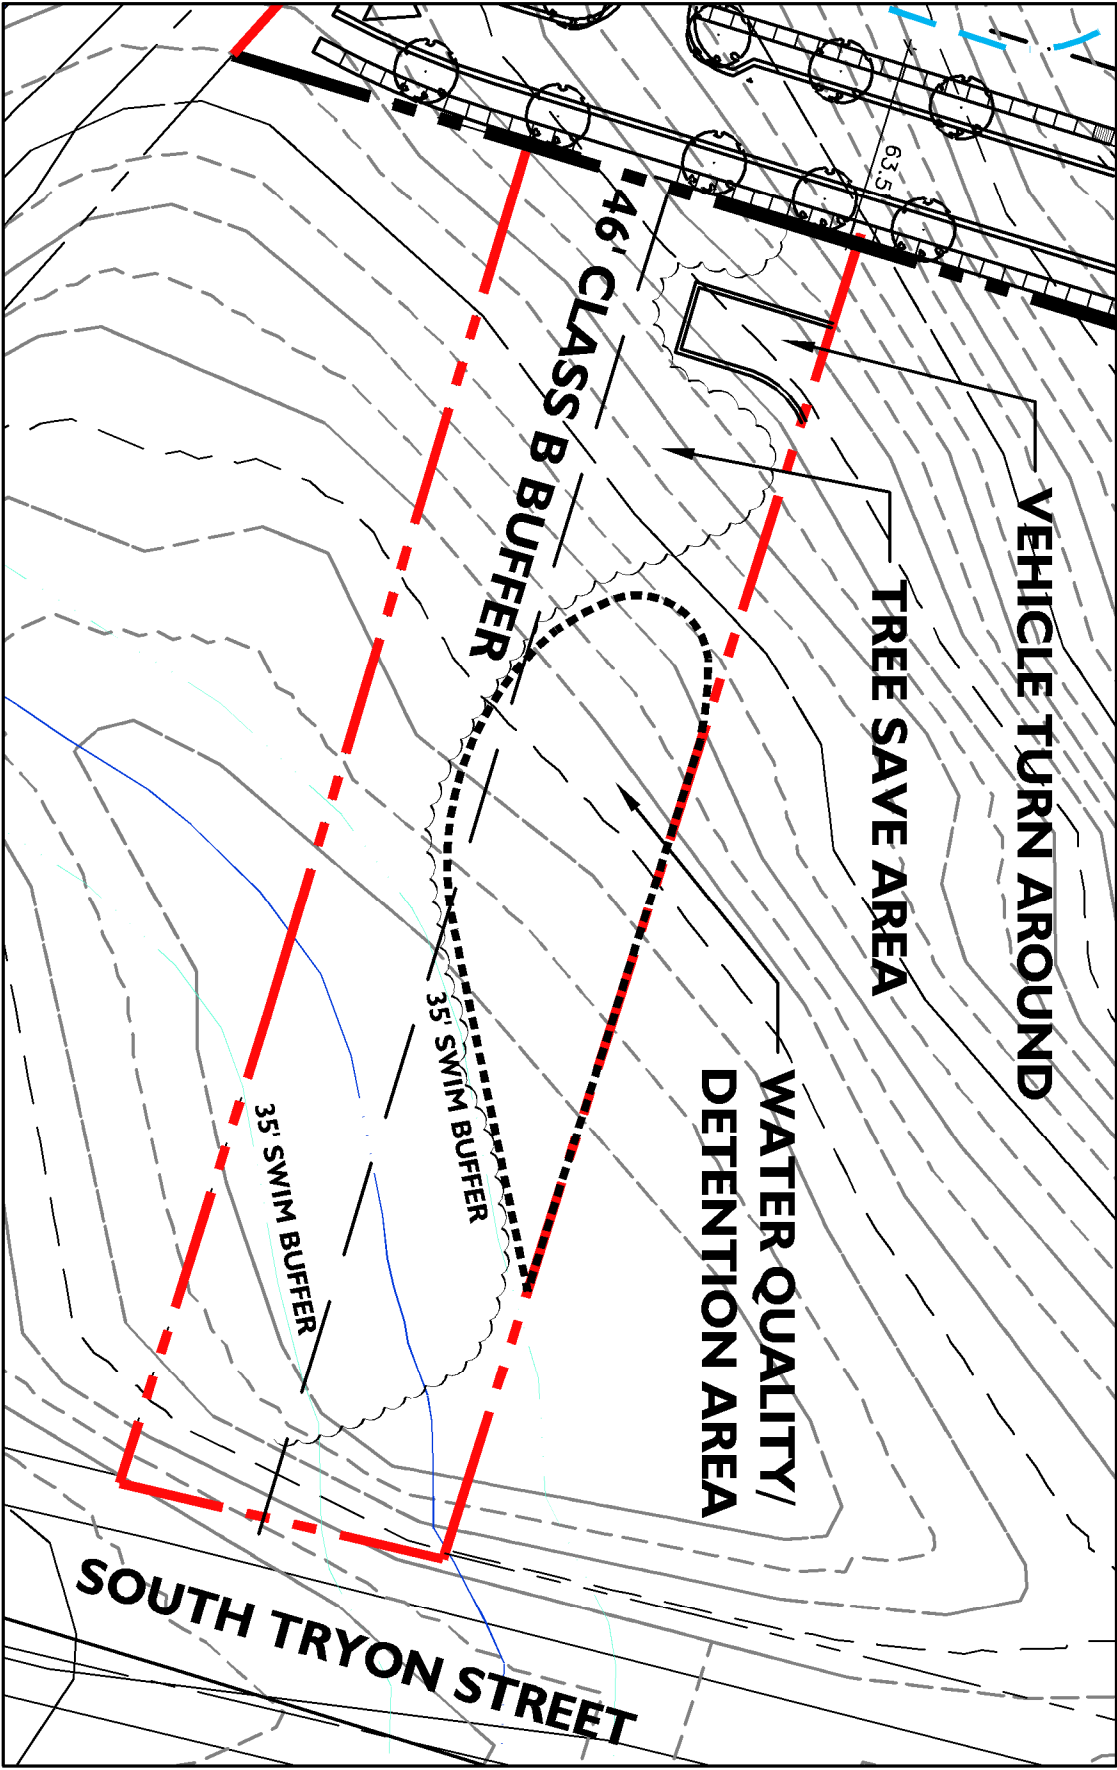 63.5
46' CLASS B BUFFER
VEHICLE TURN AROUND
TREE SAVE AREA
WATER QUALITY/
DETENTION AREA
35' SWIM BUFFER
35' SWIM BUFFER
SOUTH TRYON STREET